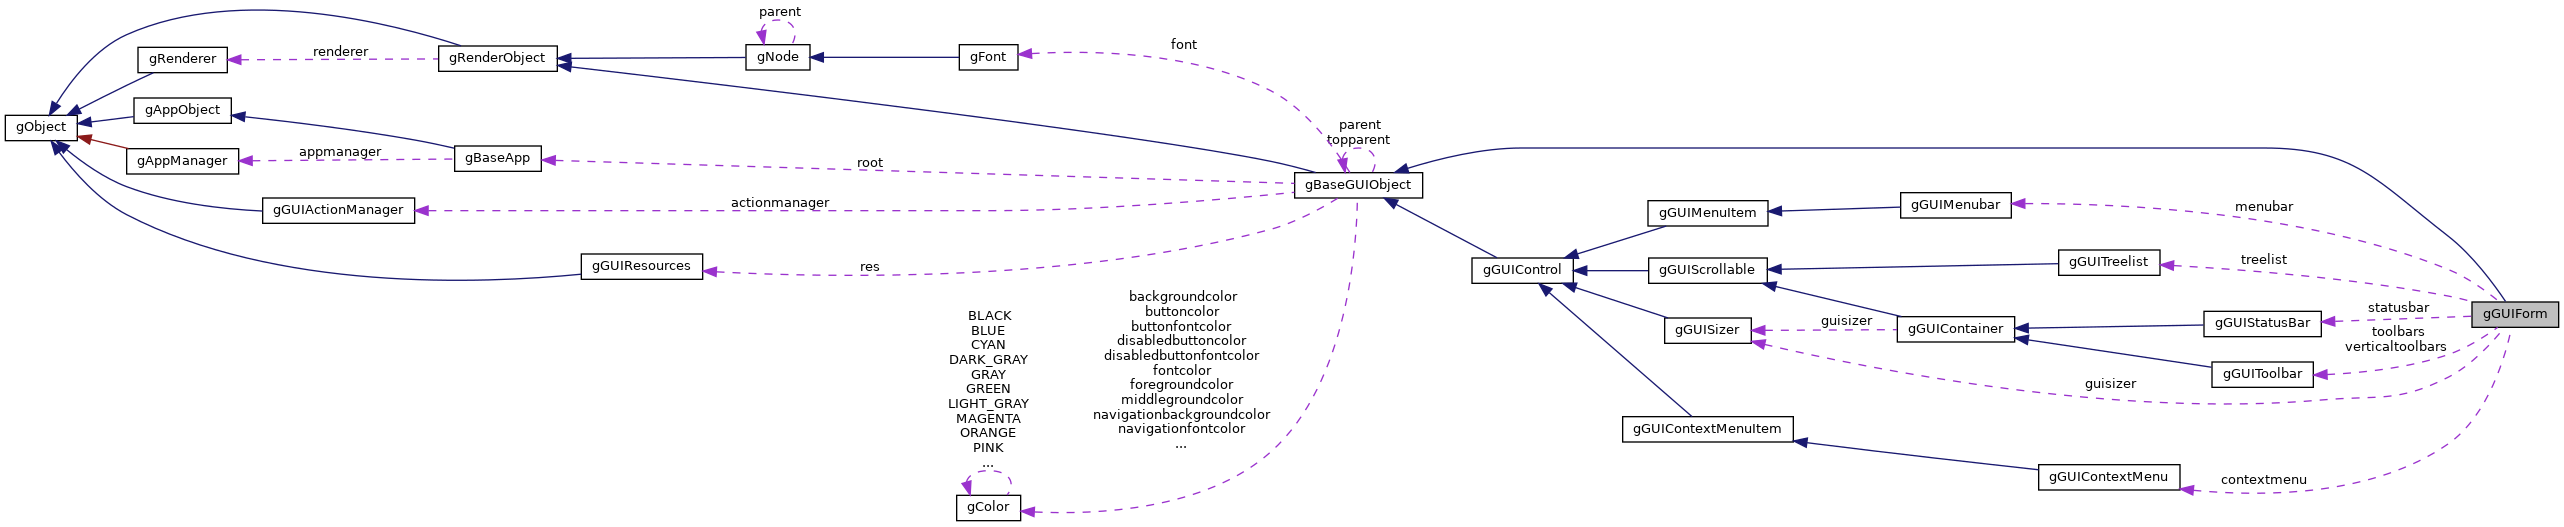 parent
gRenderer
renderer
gRenderObject
gNode
gFont
font
gAppObject
gObject
gAppManager
appmanager
gBaseApp
root
parent
topparent
gBaseGUIObject
gGUIActionManager
actionmanager
gGUIResources
res
gGUIMenuItem
gGUIMenubar
menubar
gGUIControl
gGUIScrollable
gGUITreelist
treelist
gGUISizer
guisizer
gGUIContainer
gGUIStatusBar
statusbar
gGUIForm
toolbars
verticaltoolbars
gGUIToolbar
guisizer
gGUIContextMenuItem
gGUIContextMenu
contextmenu
BLACK
BLUE
CYAN
DARK_GRAY
GRAY
GREEN
LIGHT_GRAY
MAGENTA
ORANGE
PINK
...
backgroundcolor
buttoncolor
buttonfontcolor
disabledbuttoncolor
disabledbuttonfontcolor
fontcolor
foregroundcolor
middlegroundcolor
navigationbackgroundcolor
navigationfontcolor
...
gColor